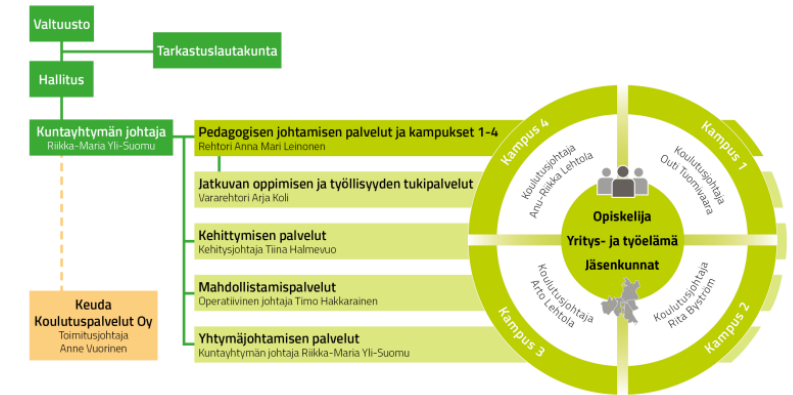 Valtuusto
Tarkastuslautakunta
Hallitus
Kuntayhtymän johtaja
Riikka-Maria Yli-Suomu
Pedagogisen johtamisen palvelut ja kampukset 1-4
Rehtori Anna Mari Leinonen
Jatkuvan oppimisen ja työllisyyden tukipalvelut
Vararehtori Arja Koli
Kehittymisen palvelut
Kehitysjohtaja Tiina Halmevuo
Mahdollistamispalvelut
Operatiivinen johtaja Timo Hakkarainen
Yhtymäjohtamisen palvelut
Kuntayhtymän johtaja Riikka-Maria Yli-Suomu
Keuda
Koulutuspalvelut Oy
Toimitusjohtaja
Anne Vuorinen
Kampus 4
Koulutusjohtaja
Anu-Riikka Lehtola
Kampus 1
Koulutusjohtaja
Outi Tuomivaara
Opiskelija
Yritys- ja työelämä
Jäsenkunnat
Koulutusjohtaja
Arto Lehtola
Kampus 3
Koulutusjohtaja
Rita Byström
Kampus 2